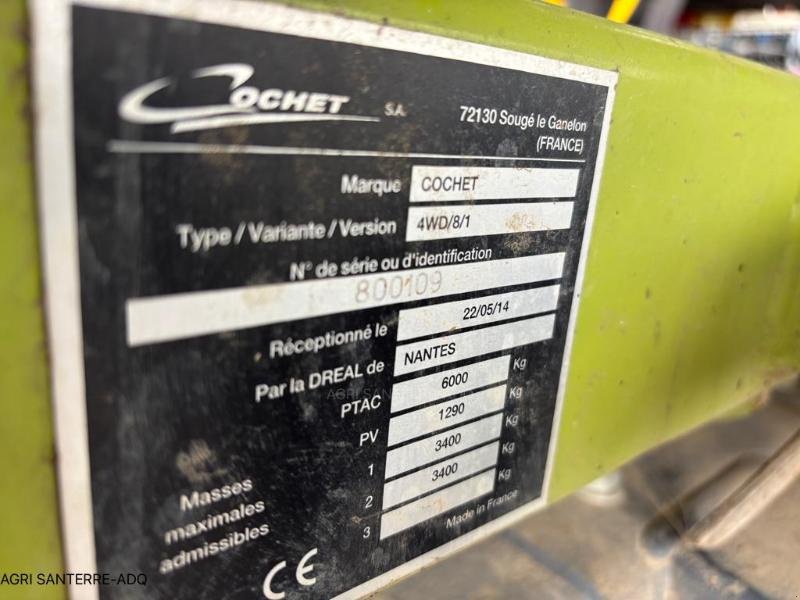 COCHET S.A.
72130 Sougé le Ganelon
(FRANCE)
Marque COCHET
Type / Variante / Version 4WD/8/1
N° de série ou d'identification
800109
Réceptionné le 22/05/14
Par la DREAL de NANTES
PTAC 6000 Kg
PV 1290 Kg
1 3400 Kg
2 3400 Kg
3 Kg
Masses
maximales
admissibles
Made in France
CE
AGRI SANTERRE-ADQ